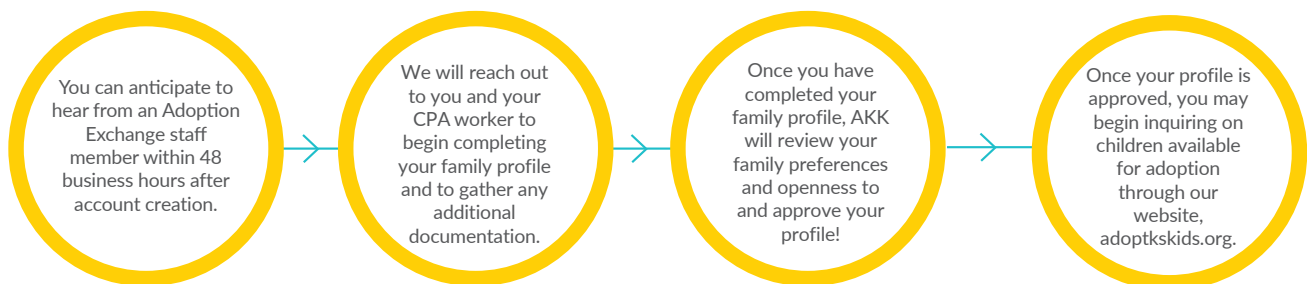 You can anticipate to
hear from an Adoption
Exchange staff
member within 48
business hours after
account creation.
We will reach out
to you and your
CPA worker to
begin completing
your family profile
and to gather any
additional
documentation.
Once you have
completed your
family profile, AKK
will review your
family preferences
and openness to
and approve your
profile!
Once your profile is
approved, you may
begin inquiring on
children available
for adoption
through our
website,
adoptkskids.org.